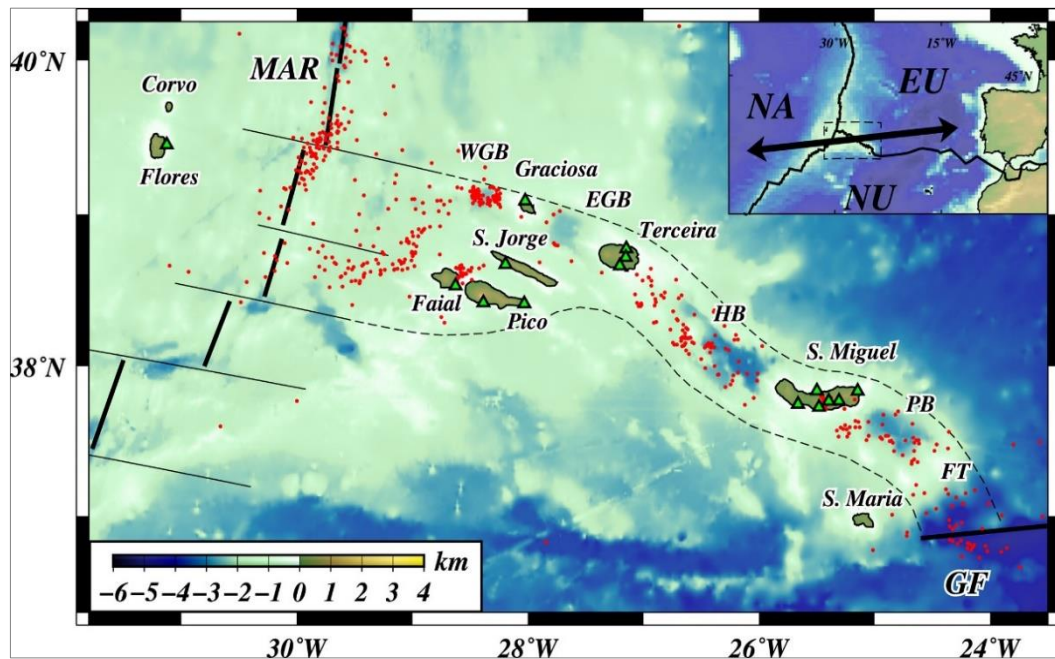 40°N
38°N
30°W
28°W
26°W
24°W
MAR
Corvo
Flores
WGB
Graciosa
EGB
S. Jorge
Terceira
Faial
Pico
HB
S. Miguel
PB
FT
S. Maria
GF
30°W
15°W
45°N
NA
EU
NU
km
−6 −5 −4 −3 −2 −1 0 1 2 3 4